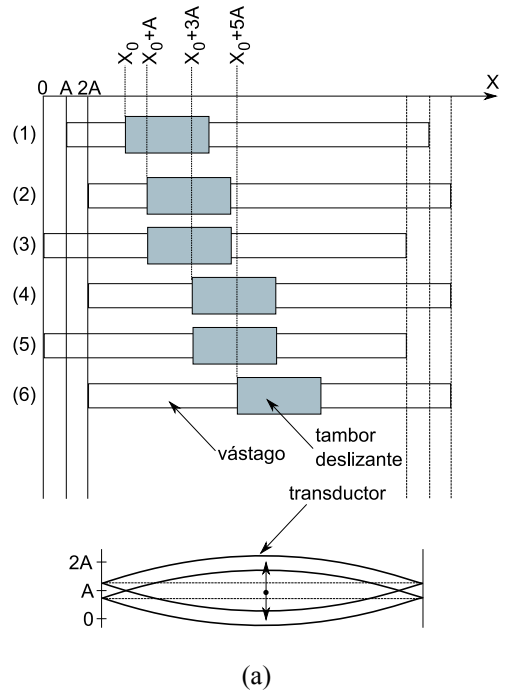 X₀
X₀+A
X₀+3A
X₀+5A
0 A 2A
X
(1)
(2)
(3)
(4)
(5)
(6)
vástago
tambor
deslizante
transductor
2A
A
0
(a)